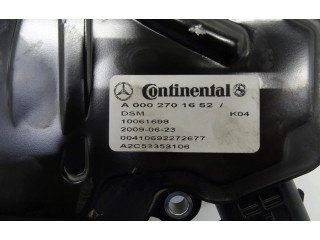 Continental
A 000 270 16 52 /
DSM K04
10061698
2009-06-23
00410692272677
A2C53353106